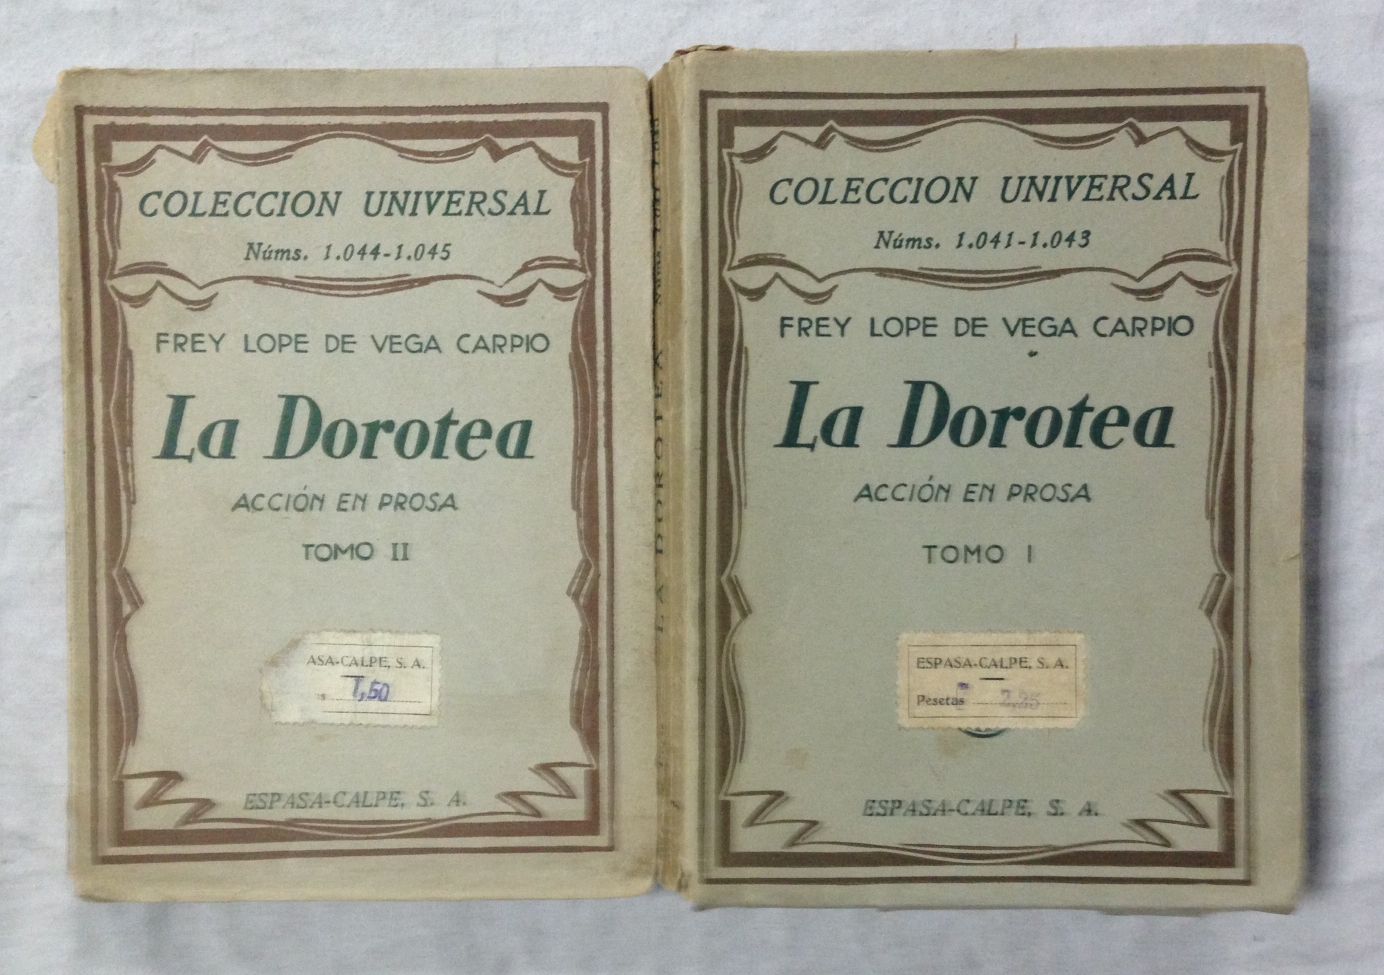 COLECCION UNIVERSAL
Núms. 1.044-1.045
FREY LOPE DE VEGA CARPIO
La Dorotea
ACCIÓN EN PROSA
TOMO II
ASA-CALPE, S. A.
s 7,50
ESPASA-CALPE, S. A.
LA DOROTEA
COLECCION UNIVERSAL
Núms. 1.041-1.043
FREY LOPE DE VEGA CARPIO
La Dorotea
ACCIÓN EN PROSA
TOMO I
ESPASA-CALPE, S. A.
Pesetas
ESPASA-CALPE, S. A.